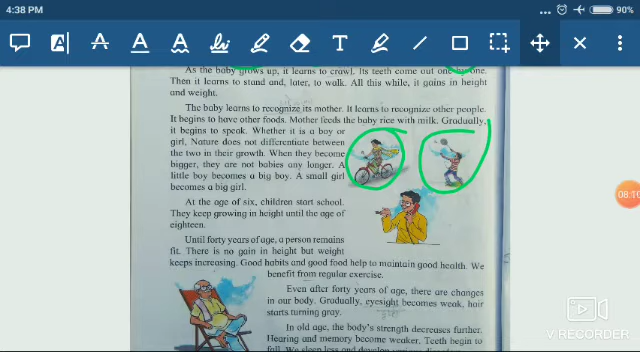 4:38 PM
90%
A
A
A
A
T
As the baby grows up, it learns to crawl. Its teeth come out one by one.
Then it learns to stand and, later, to walk. All this while, it gains in height
and weight.
The baby learns to recognize its mother. It learns to recognize other people.
It begins to have other foods. Mother feeds the baby rice with milk. Gradually,
it begins to speak. Whether it is a boy or
girl, Nature does not differentiate between
the two in their growth. When they become
bigger, they are not babies any longer. A
little boy becomes a big boy. A small girl
becomes a big girl.
At the age of six, children start school.
They keep growing in height until the age of
eighteen.
Until forty years of age, a person remains
fit. There is no gain in height but weight
keeps increasing. Good habits and good food help to maintain good health. We
benefit from regular exercise.
Even after forty years of age, there are changes
in our body. Gradually, eyesight becomes weak, hair
starts turning gray.
In old age, the body's strength decreases further.
Hearing and memory become weaker. Teeth begin to
fall. We sleep less and develop
08:10
V RECORDER